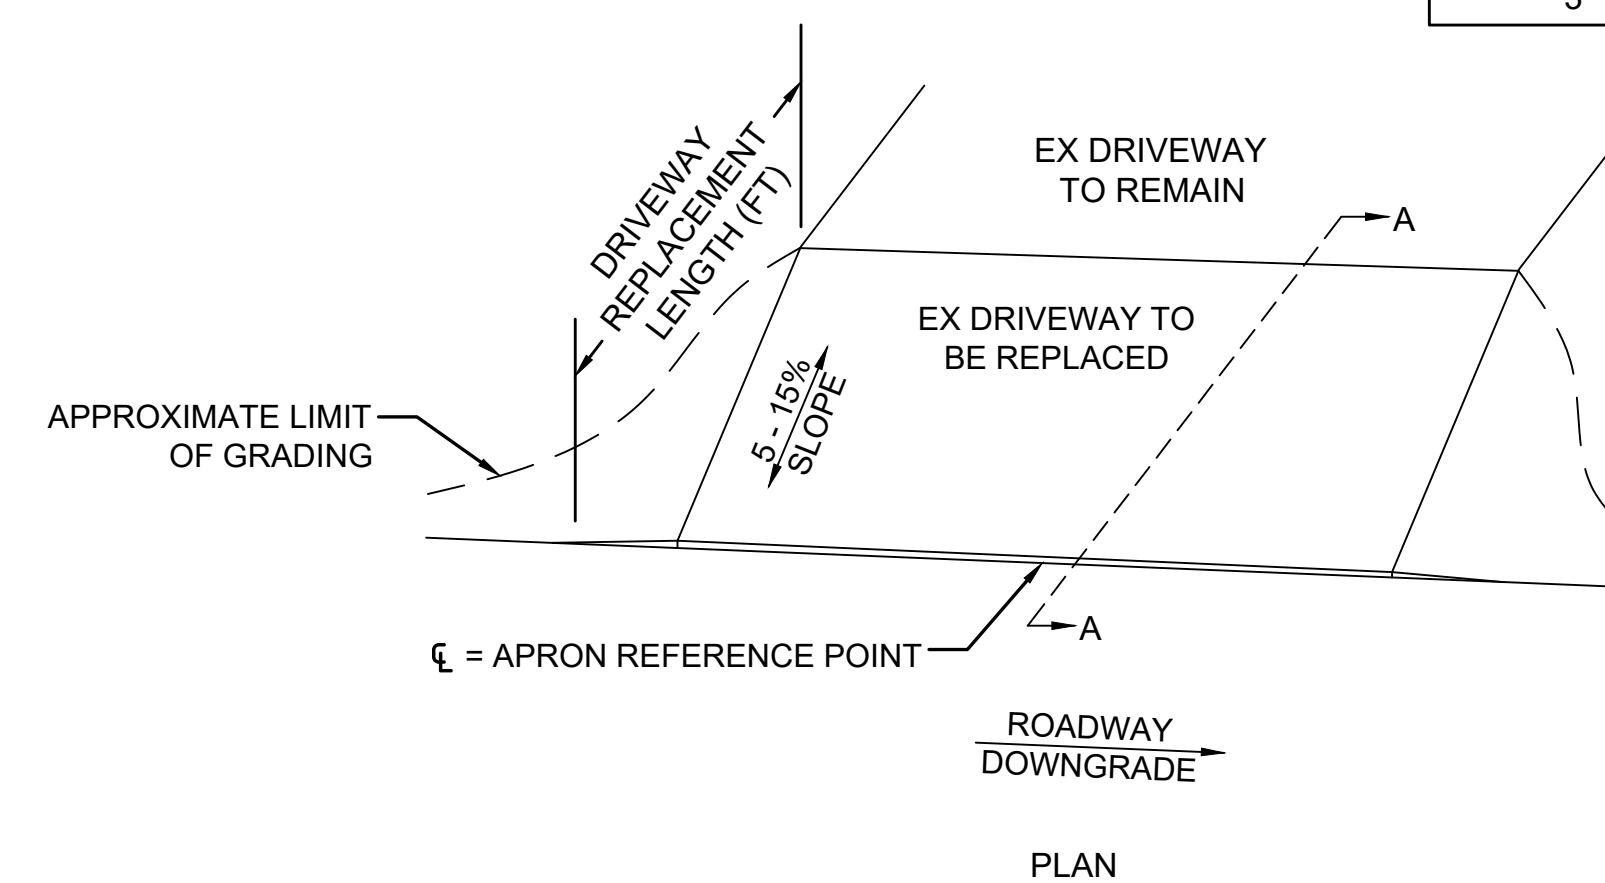 DRIVEWAY
REPLACEMENT
LENGTH (FT)
EX DRIVEWAY
TO REMAIN
A
EX DRIVEWAY TO
BE REPLACED
5 - 15%
SLOPE
APPROXIMATE LIMIT
OF GRADING
A
℄ = APRON REFERENCE POINT
ROADWAY
DOWNGRADE
PLAN